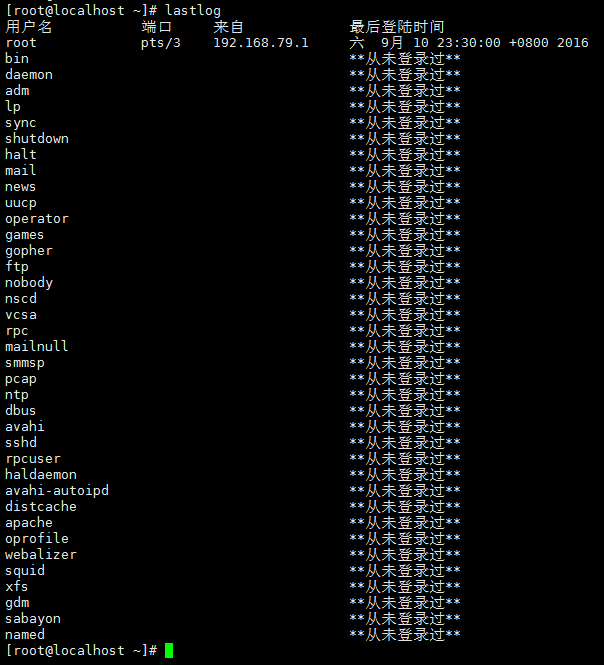 [root@localhost ~]# lastlog
用户名 端口 来自 最后登陆时间
root pts/3 192.168.79.1 六 9月 10 23:30:00 +0800 2016
bin **从未登录过**
daemon **从未登录过**
adm **从未登录过**
lp **从未登录过**
sync **从未登录过**
shutdown **从未登录过**
halt **从未登录过**
mail **从未登录过**
news **从未登录过**
uucp **从未登录过**
operator **从未登录过**
games **从未登录过**
gopher **从未登录过**
ftp **从未登录过**
nobody **从未登录过**
nscd **从未登录过**
vcsa **从未登录过**
rpc **从未登录过**
mailnull **从未登录过**
smmsp **从未登录过**
pcap **从未登录过**
ntp **从未登录过**
dbus **从未登录过**
avahi **从未登录过**
sshd **从未登录过**
rpcuser **从未登录过**
haldaemon **从未登录过**
avahi-autoipd **从未登录过**
distcache **从未登录过**
apache **从未登录过**
oprofile **从未登录过**
webalizer **从未登录过**
squid **从未登录过**
xfs **从未登录过**
gdm **从未登录过**
sabayon **从未登录过**
named **从未登录过**
[root@localhost ~]#